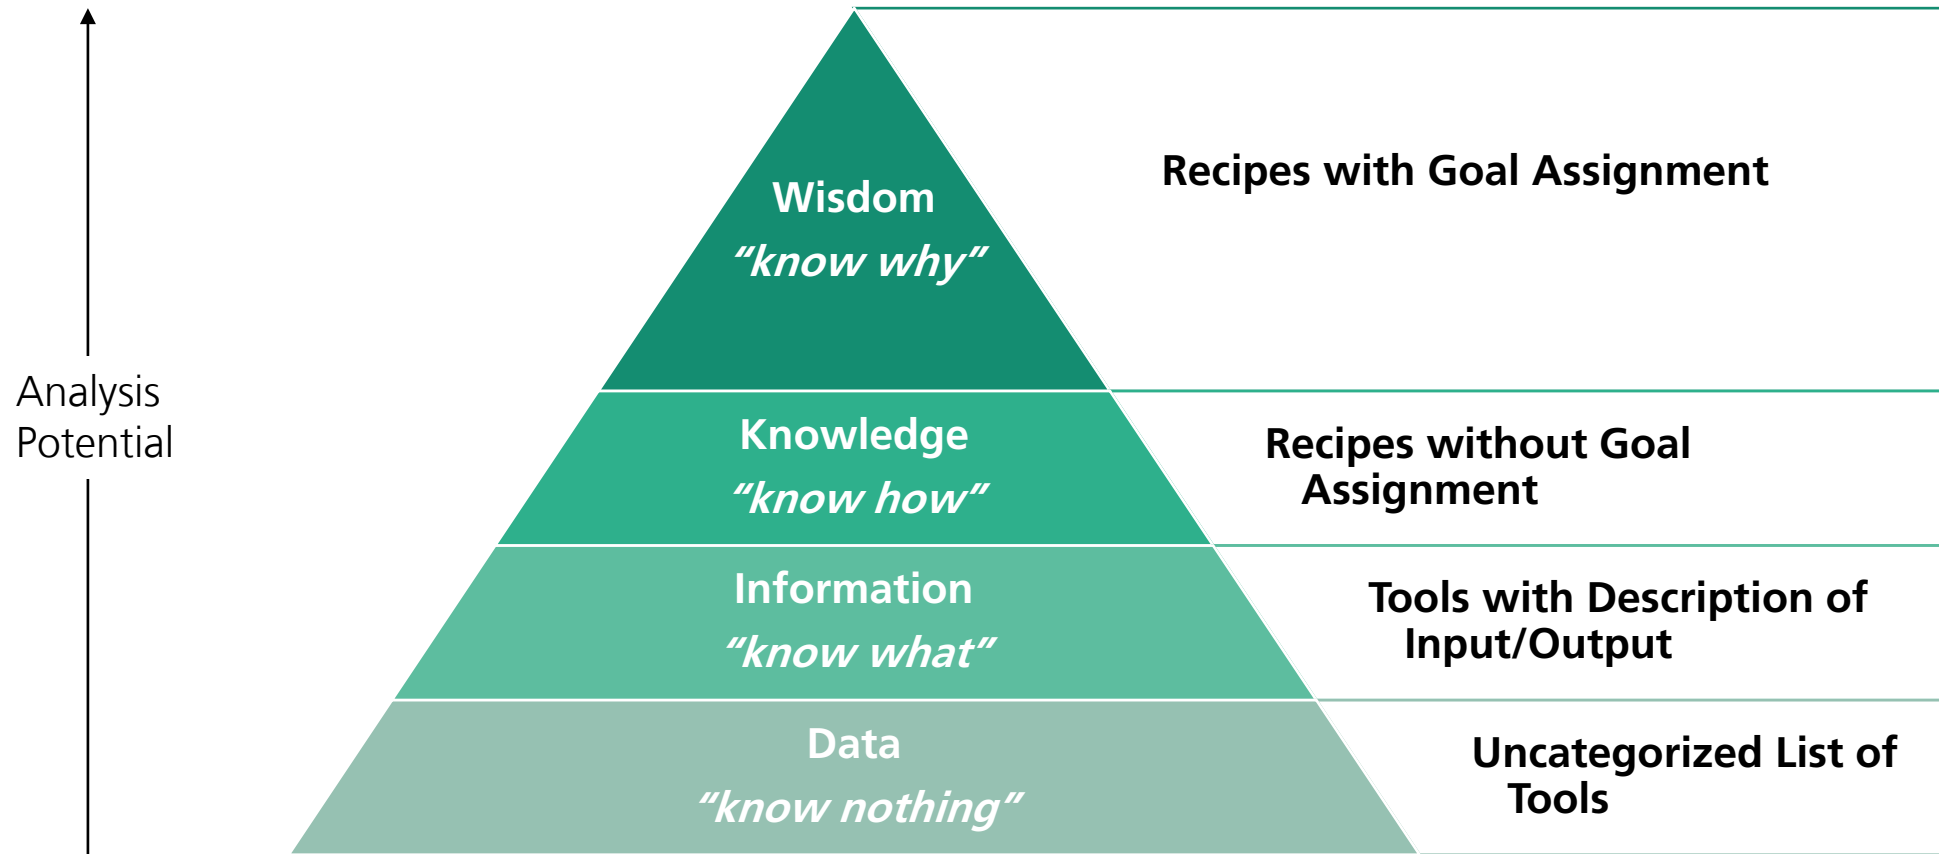 Wisdom
“know why”
Recipes with Goal Assignment
Analysis
Potential
Knowledge
“know how”
Recipes without Goal
Assignment
Information
“know what”
Tools with Description of
Input/Output
Data
“know nothing”
Uncategorized List of
Tools